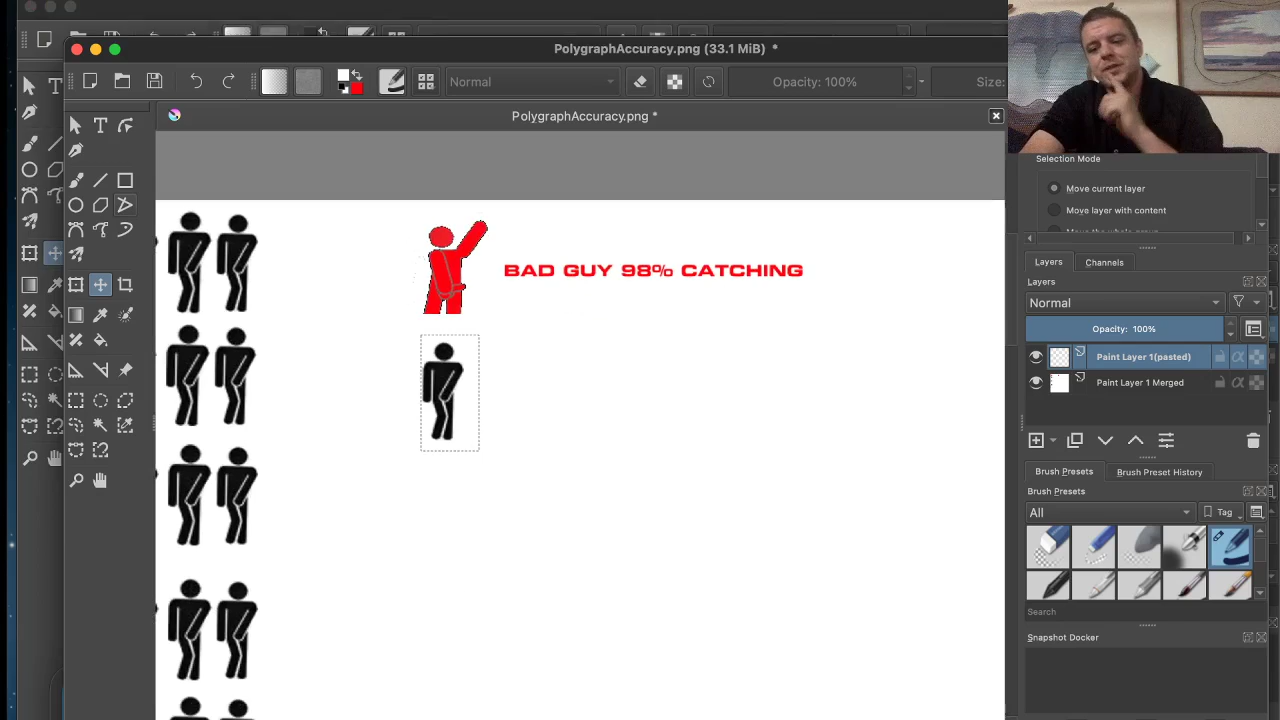 PolygraphAccuracy.png (33.1 MiB) *
Normal
Opacity: 100%
Size:
PolygraphAccuracy.png *
Selection Mode
Move current layer
Move layer with content
Layers
Channels
Layers
Normal
Opacity: 100%
Paint Layer 1(pasted)
Paint Layer 1 Merged
BAD GUY 98% CATCHING
Brush Presets
Brush Preset History
Brush Presets
All
Tag
Search
Snapshot Docker